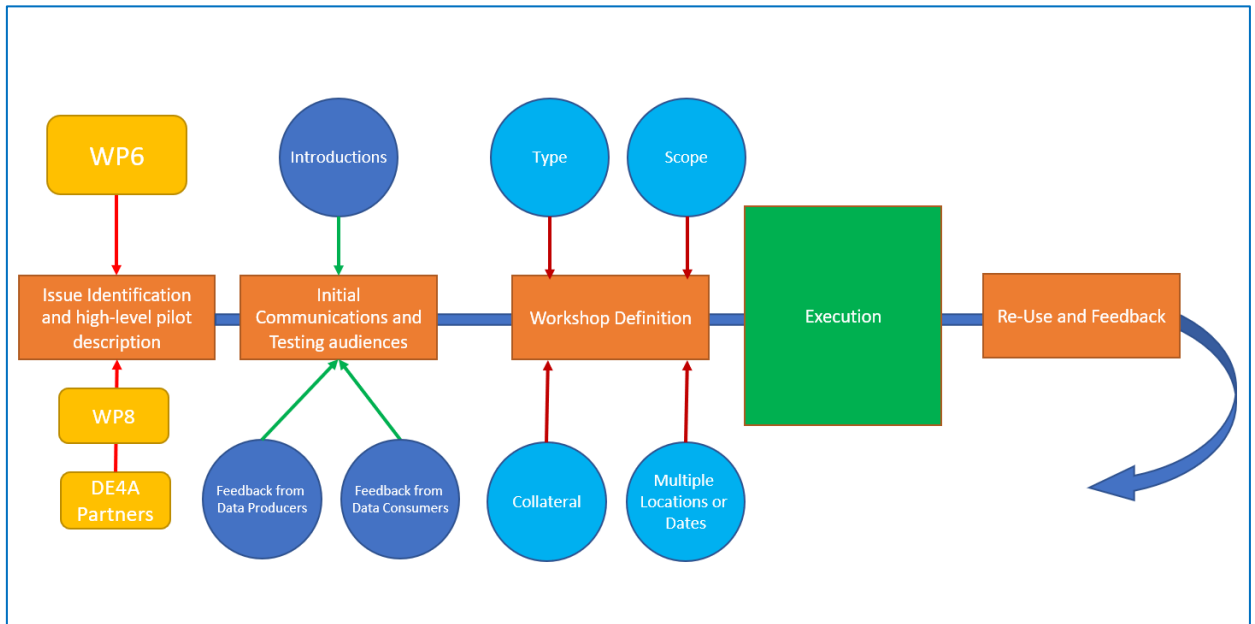 WP6
Introductions
Type
Scope
Issue Identification
and high-level pilot
description
Initial
Communications and
Testing audiences
Workshop Definition
Execution
Re-Use and Feedback
WP8
DE4A
Partners
Feedback from
Data Producers
Feedback from
Data Consumers
Collateral
Multiple
Locations or
Dates